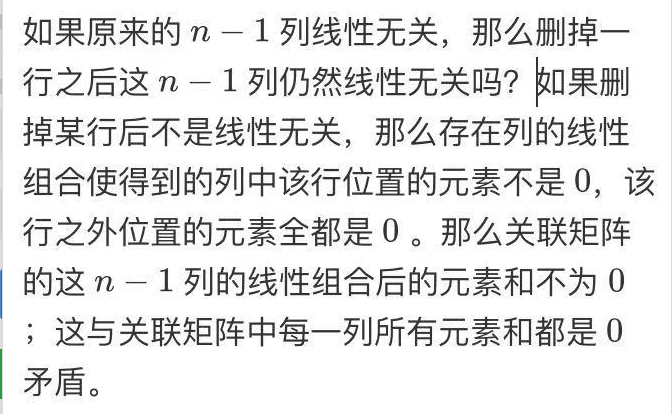 如果原来的 n − 1 列线性无关，那么删掉一
行之后这 n − 1 列仍然线性无关吗？如果删
掉某行后不是线性无关，那么存在列的线性
组合使得到的列中该行位置的元素不是 0，该
行之外位置的元素全都是 0 。那么关联矩阵
的这 n − 1 列的线性组合后的元素和不为 0
；这与关联矩阵中每一列所有元素和都是 0
矛盾。